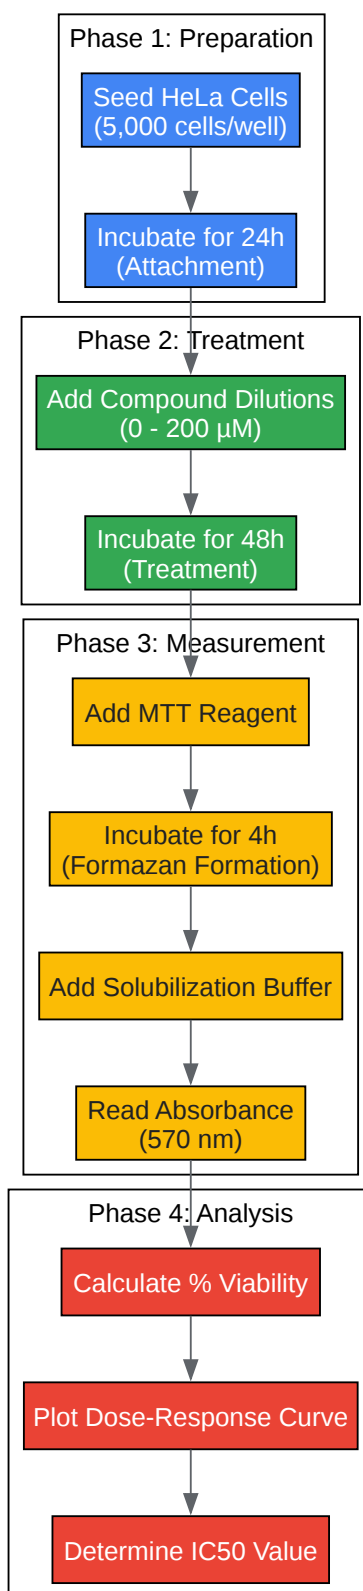 Phase 1: Preparation
Seed HeLa Cells
(5,000 cells/well)
Incubate for 24h
(Attachment)
Phase 2: Treatment
Add Compound Dilutions
(0 - 200 µM)
Incubate for 48h
(Treatment)
Phase 3: Measurement
Add MTT Reagent
Incubate for 4h
(Formazan Formation)
Add Solubilization Buffer
Read Absorbance
(570 nm)
Phase 4: Analysis
Calculate % Viability
Plot Dose-Response Curve
Determine IC50 Value